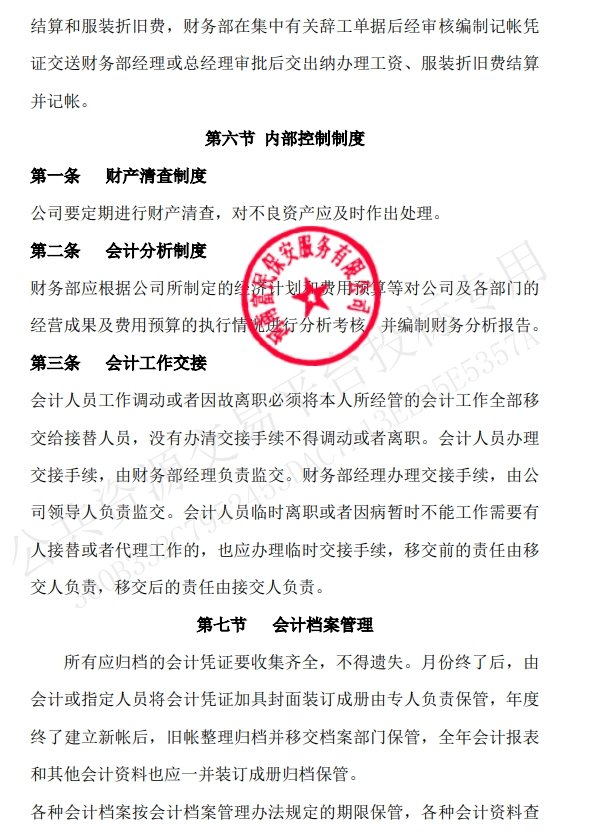 结算和服装折旧费，财务部在集中有关辞工单据后经审核编制记帐凭
证交送财务部经理或总经理审批后交出纳办理工资、服装折旧费结算
并记帐。
第六节 内部控制制度
第一条 财产清查制度
公司要定期进行财产清查，对不良资产应及时作出处理。
第二条 会计分析制度
财务部应根据公司所制定的经济计划和费用预算等对公司及各部门的
经营成果及费用预算的执行情况进行分析考核，并编制财务分析报告。
第三条 会计工作交接
会计人员工作调动或者因故离职必须将本人所经管的会计工作全部移
交给接替人员，没有办清交接手续不得调动或者离职。会计人员办理
交接手续，由财务部经理负责监交。财务部经理办理交接手续，由公
司领导人负责监交。会计人员临时离职或者因病暂时不能工作需要有
人接替或者代理工作的，也应办理临时交接手续，移交前的责任由移
交人负责，移交后的责任由接交人负责。
第七节 会计档案管理
所有应归档的会计凭证要收集齐全，不得遗失。月份终了后，由
会计或指定人员将会计凭证加具封面装订成册由专人负责保管，年度
终了建立新帐后，旧帐整理归档并移交档案部门保管，全年会计报表
和其他会计资料也应一并装订成册归档保管。
各种会计档案按会计档案管理办法规定的期限保管，各种会计资料查
富民保安服务有限公司
公共资源交易平台投标专用